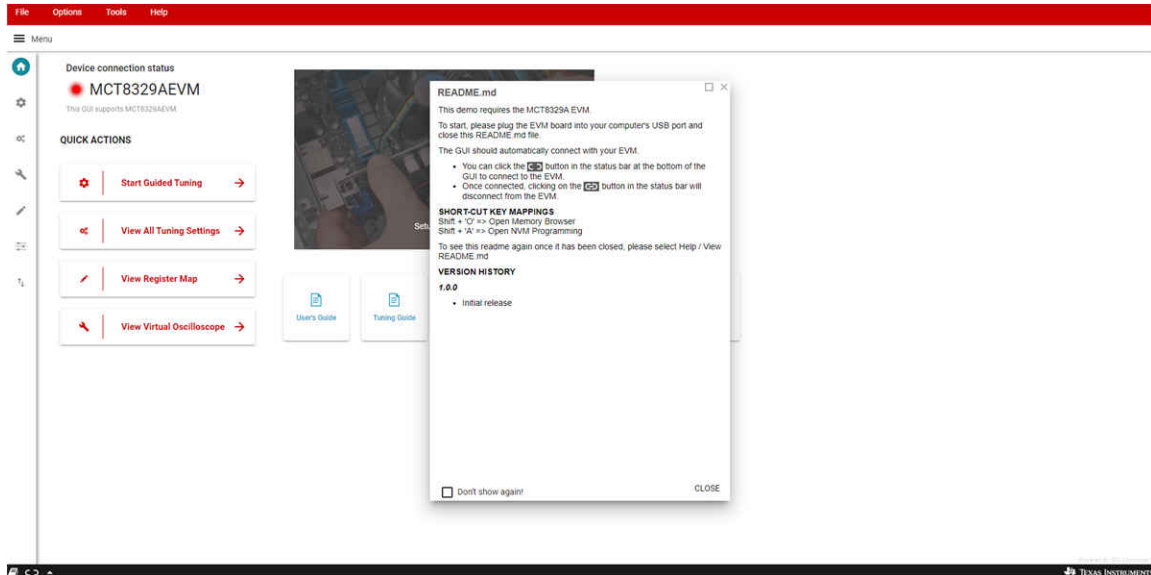 File Options Tools Help
Menu
Device connection status
MCT8329AEVM
This GUI supports MCT8329AEVM.
QUICK ACTIONS
Start Guided Tuning
View All Tuning Settings
View Register Map
View Virtual Oscilloscope
User's Guide
Tuning Guide
README.md
This demo requires the MCT8329A EVM.
To start, please plug the EVM board into your computer's USB port and
close this README.md file.
The GUI should automatically connect with your EVM.
• You can click the button in the status bar at the bottom of the
GUI to connect to the EVM.
• Once connected, clicking on the button in the status bar will
disconnect from the EVM.
SHORT-CUT KEY MAPPINGS
Shift + 'O' => Open Memory Browser
Shift + 'A' => Open NVM Programming
To see this readme again once it has been closed, please select Help / View
README.md
VERSION HISTORY
1.0.0
• Initial release
Don't show again!
CLOSE
TEXAS INSTRUMENTS